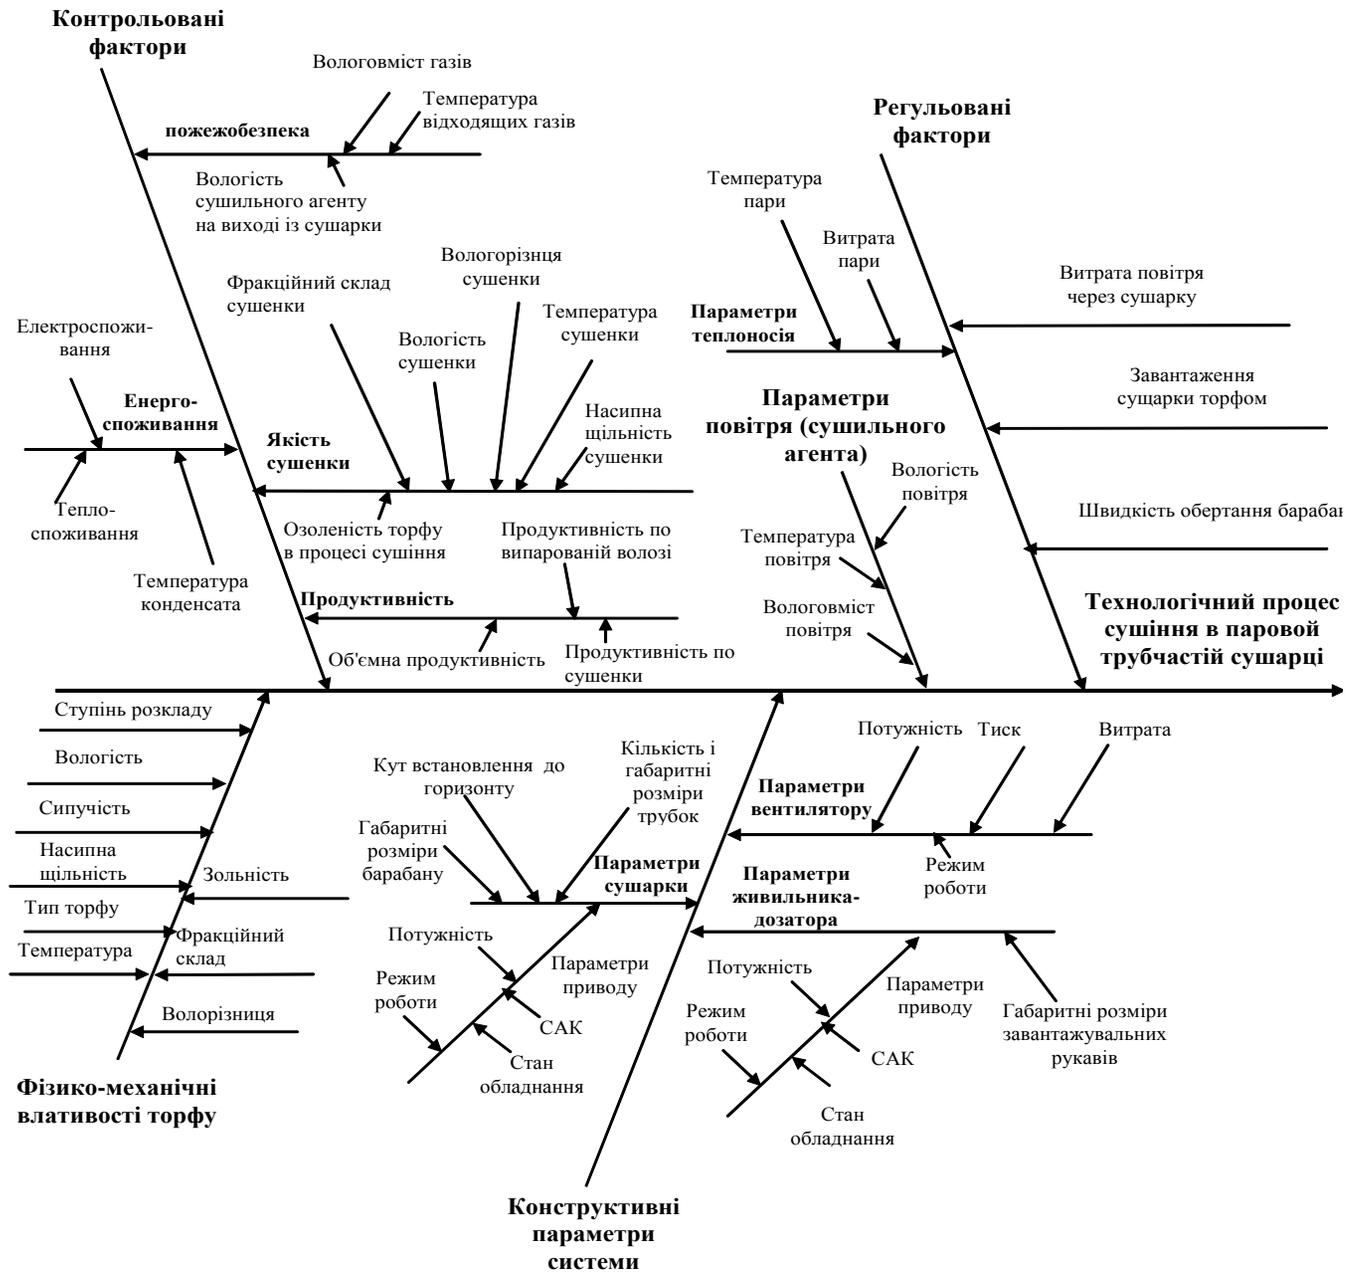 Контрольовані
фактори
Вологовміст газів
Температура
відходящих газів
пожежобезпека
Вологість
сушильного агенту
на виході із сушарки
Регульовані
фактори
Температура
пари
Витрата
пари
Витрата повітря
через сушарку
Параметри
теплоносія
Завантаження
сущарки торфом
Вологорізнця
сушенки
Фракційний склад
сушенки
Температура
сушенки
Вологість
сушенки
Насипна
щільність
сушенки
Електроспожи-
вання
Енерго-
споживання
Якість
сушенки
Тепло-
споживання
Температура
конденсата
Озоленість торфу
в процесі сушіння
Продуктивність по
випарованій волозі
Продуктивність
Об'ємна продуктивність
Продуктивність по
сушенки
Параметри
повітря (сушильного
агента)
Вологість
повітря
Температура
повітря
Вологовміст
повітря
Швидкість обертання барабан
Технологічний процес
сушіння в паровой
трубчастій сушарці
Ступінь розкладу
Вологість
Сипучість
Насипна
щільність
Зольність
Тип торфу
Фракційний
склад
Температура
Волорізниця
Фізико-механічні
влативості торфу
Кут встановлення до
горизонту
Кількість і
габаритні
розміри
трубок
Габаритні
розміри
барабану
Параметри
сушарки
Потужність
Параметри
приводу
Режим
роботи
САК
Стан
обладнання
Потужність
Тиск
Витрата
Параметри
вентилятору
Режим
роботи
Параметри
живильника-
дозатора
Потужність
Параметри
приводу
Режим
роботи
САК
Стан
обладнання
Габаритні розміри
завантажувальних
рукавів
Конструктивні
параметри
системи